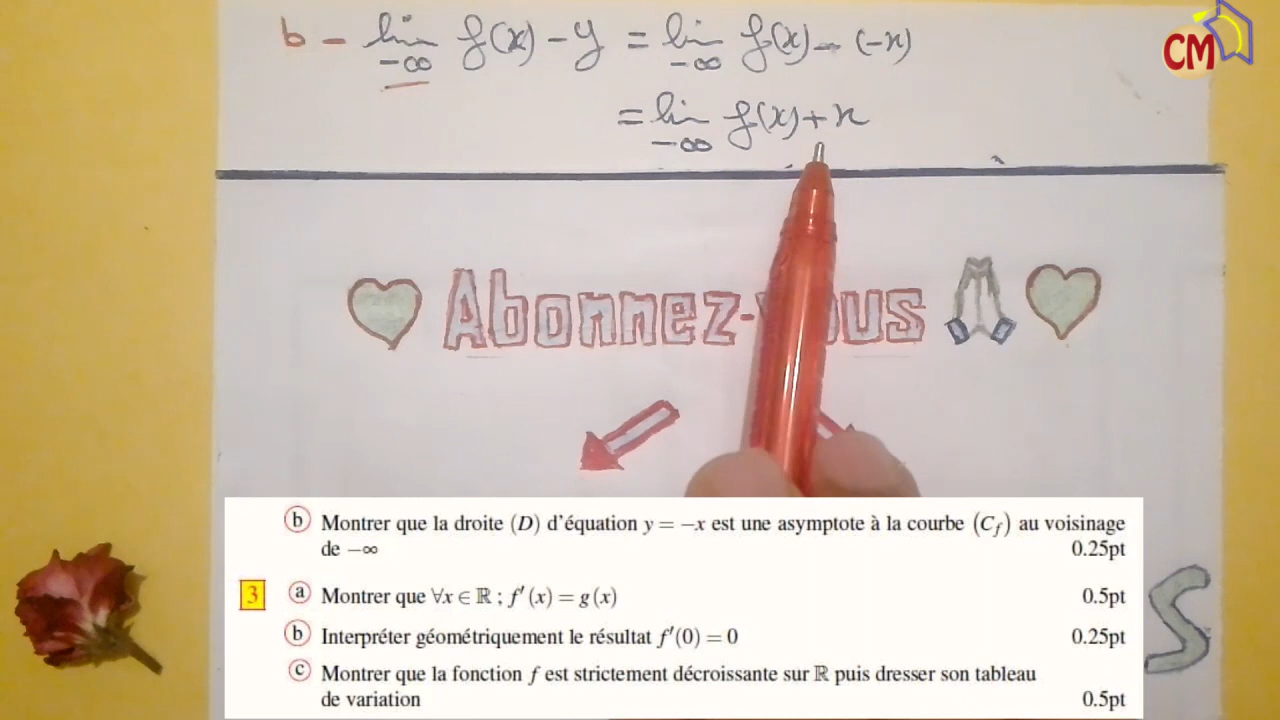 b - lim f(x) - y = lim f(x) - (-x)
-∞ -∞
= lim f(x) + x
-∞
CM
Abonnez-vous
S
b Montrer que la droite (D) d'équation y = −x est une asymptote à la courbe (Cf) au voisinage
de −∞ 0.25pt
3 a Montrer que ∀x ∈ ℝ ; f′(x) = g(x) 0.5pt
b Interpréter géométriquement le résultat f′(0) = 0 0.25pt
c Montrer que la fonction f est strictement décroissante sur ℝ puis dresser son tableau
de variation 0.5pt